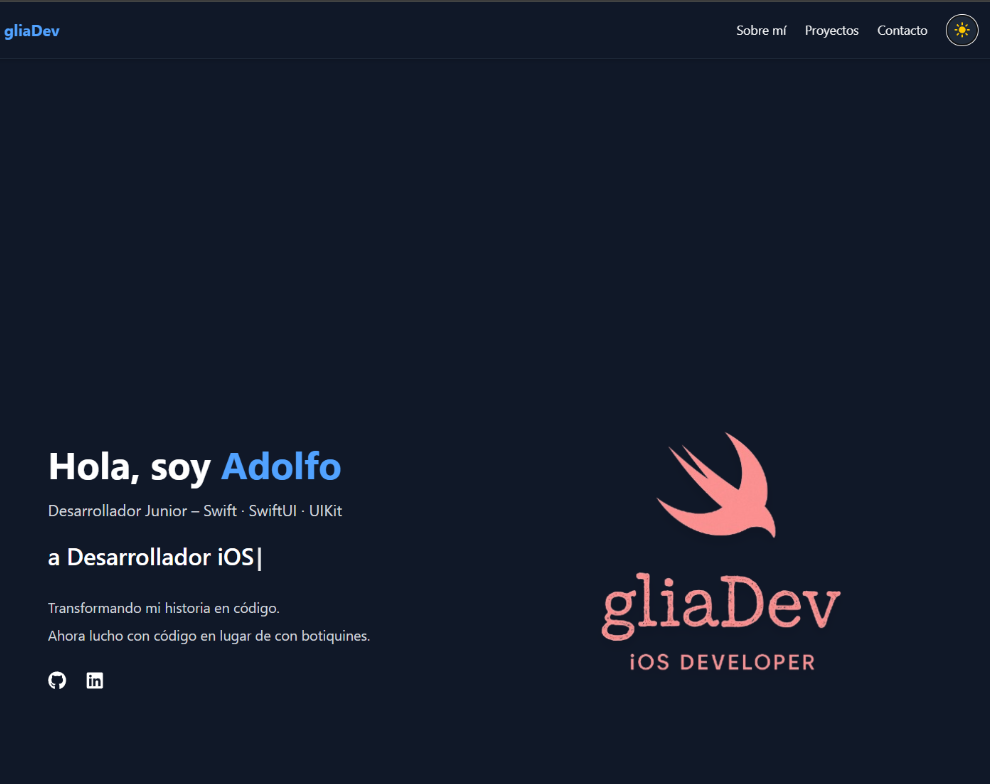 gliaDev
Sobre mí
Proyectos
Contacto
Hola, soy Adolfo
Desarrollador Junior – Swift · SwiftUI · UIKit
a Desarrollador iOS|
Transformando mi historia en código.
Ahora lucho con código en lugar de con botiquines.
in
gliaDev
iOS DEVELOPER